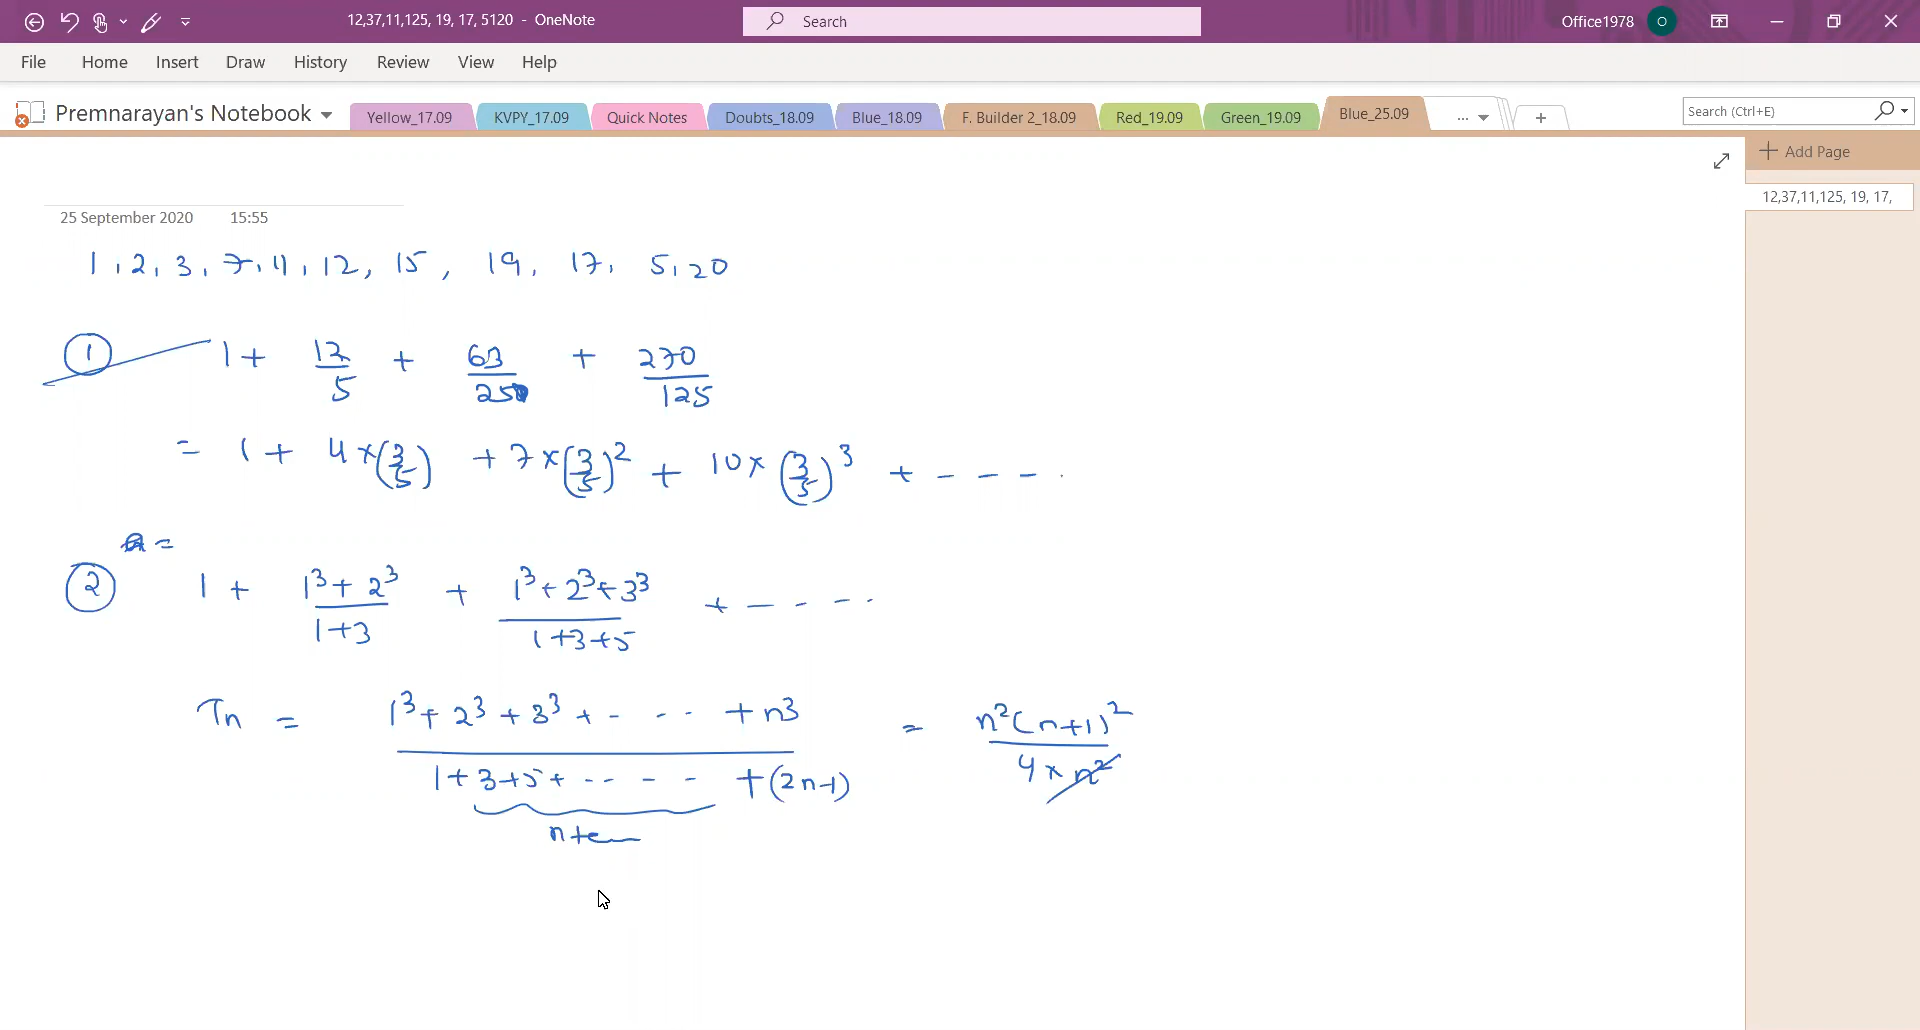 12,37,11,125, 19, 17, 5120 - OneNote
Search
Office1978
O
File Home Insert Draw History Review View Help
Premnarayan's Notebook
Yellow_17.09 KVPY_17.09 Quick Notes Doubts_18.09 Blue_18.09 F. Builder 2_18.09 Red_19.09 Green_19.09 Blue_25.09 ... +
Search (Ctrl+E)
Add Page
12,37,11,125, 19, 17,
25 September 2020 15:55
1, 2, 3, 7, 11, 12, 15, 19, 17, 5, 20
① 1 + 12/5 + 63/25 + 270/125
= 1 + 4×(3/5) + 7×(3/5)² + 10×(3/5)³ + - - - .
=
② 1 + (1³+2³)/(1+3) + (1³+2³+3³)/(1+3+5) + - - - -
Tn = (1³+2³+3³+- -- +n3)/(1+3+5+-- - - +(2n-1)) = n²(n+1)²/(4×n²)
n term